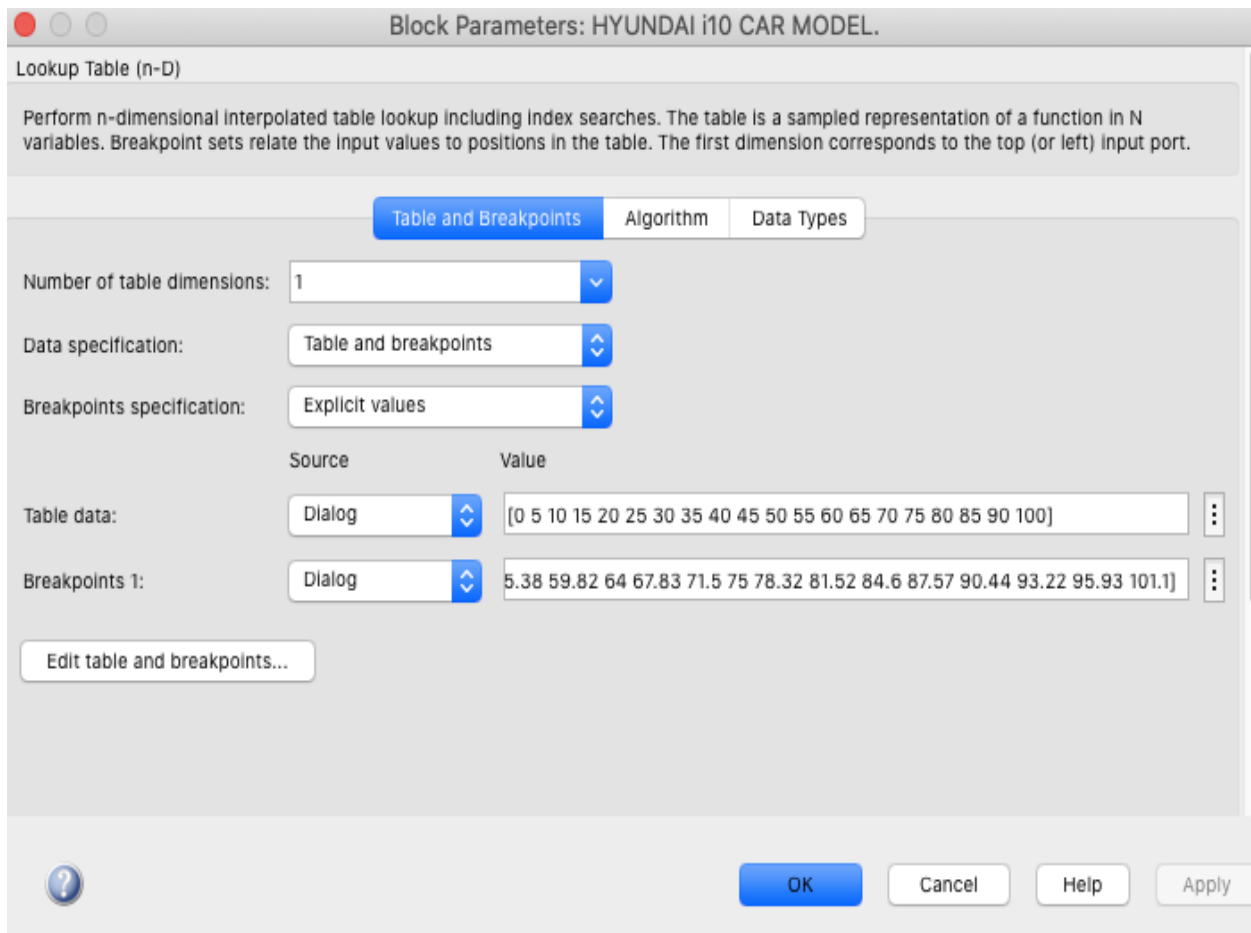 Block Parameters: HYUNDAI i10 CAR MODEL.
Lookup Table (n-D)
Perform n-dimensional interpolated table lookup including index searches. The table is a sampled representation of a function in N
variables. Breakpoint sets relate the input values to positions in the table. The first dimension corresponds to the top (or left) input port.
Table and Breakpoints Algorithm Data Types
Number of table dimensions: 1
Data specification: Table and breakpoints
Breakpoints specification: Explicit values
Source Value
Table data: Dialog [0 5 10 15 20 25 30 35 40 45 50 55 60 65 70 75 80 85 90 100]
Breakpoints 1: Dialog 5.38 59.82 64 67.83 71.5 75 78.32 81.52 84.6 87.57 90.44 93.22 95.93 101.1]
Edit table and breakpoints...
? OK Cancel Help Apply